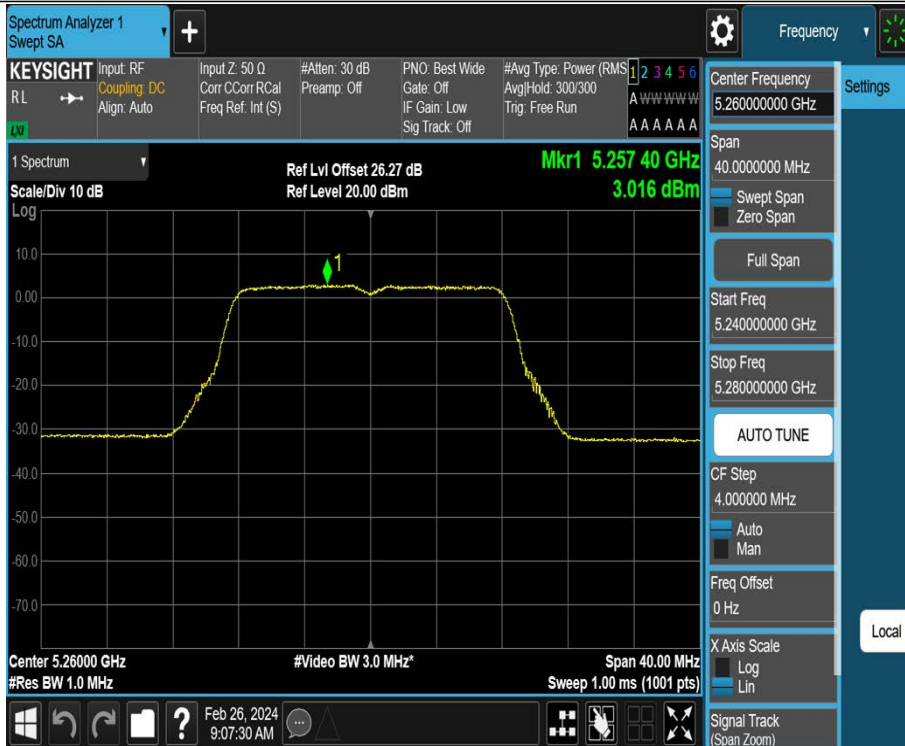 Spectrum Analyzer 1
Swept SA
+
Frequency
KEYSIGHT
RL
LXI
Input: RF
Coupling: DC
Align: Auto
Input Z: 50 Ω
Corr CCorr RCal
Freq Ref: Int (S)
#Atten: 30 dB
Preamp: Off
PNO: Best Wide
Gate: Off
IF Gain: Low
Sig Track: Off
#Avg Type: Power (RMS
Avg|Hold: 300/300
Trig: Free Run
1 2 3 4 5 6
A W W W W W
A A A A A A
1 Spectrum
Scale/Div 10 dB
Ref Lvl Offset 26.27 dB
Ref Level 20.00 dBm
Mkr1 5.257 40 GHz
3.016 dBm
Log
10.0
0.00
-10.0
-20.0
-30.0
-40.0
-50.0
-60.0
-70.0
1
Center 5.26000 GHz
#Res BW 1.0 MHz
#Video BW 3.0 MHz*
Span 40.00 MHz
Sweep 1.00 ms (1001 pts)
Center Frequency
5.260000000 GHz
Span
40.0000000 MHz
Swept Span
Zero Span
Full Span
Start Freq
5.240000000 GHz
Stop Freq
5.280000000 GHz
AUTO TUNE
CF Step
4.000000 MHz
Auto
Man
Freq Offset
0 Hz
X Axis Scale
Log
Lin
Signal Track
(Span Zoom)
Settings
Local
?
Feb 26, 2024
9:07:30 AM